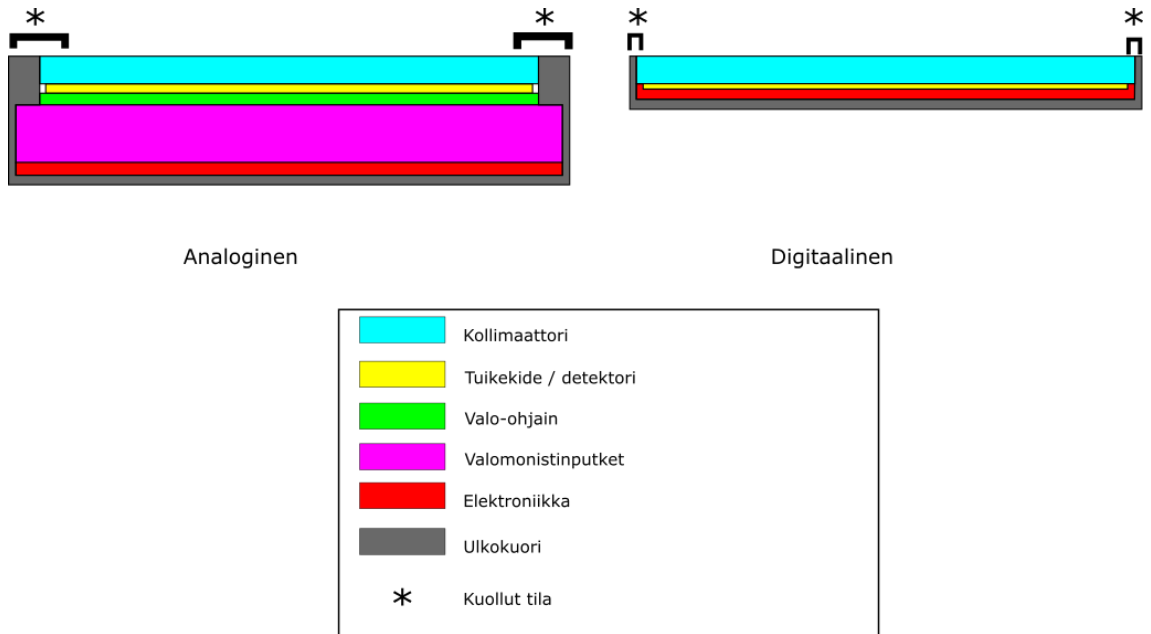 * * * *
Analoginen Digitaalinen
Kollimaattori
Tuikekide / detektori
Valo-ohjain
Valomonistinputket
Elektroniikka
Ulkokuori
* Kuollut tila